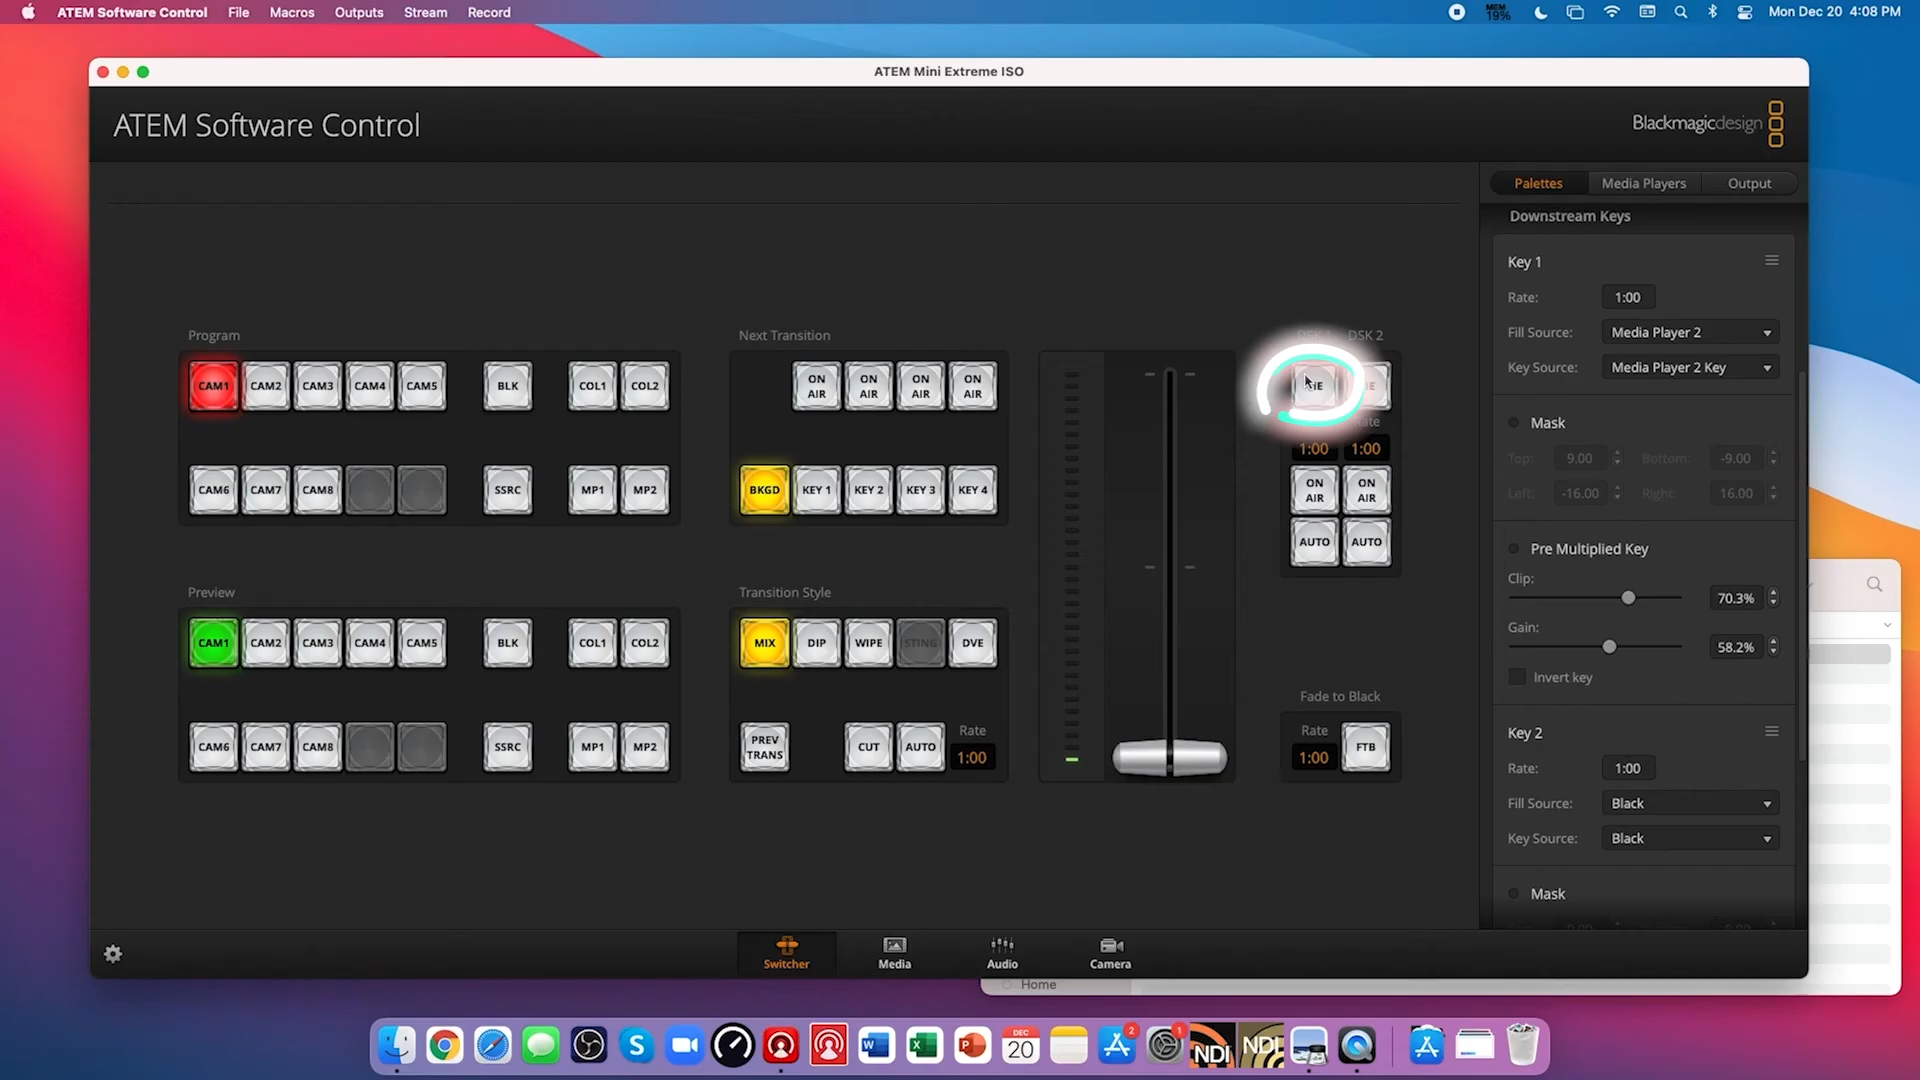 ATEM Software Control File Macros Outputs Stream Record
MEM 19% Mon Dec 20 4:08 PM
ATEM Mini Extreme ISO
ATEM Software Control
Blackmagicdesign
Palettes Media Players Output
Downstream Keys
Key 1
Rate: 1:00
Fill Source: Media Player 2
Key Source: Media Player 2 Key
Mask
Top: 9.00 Bottom: -9.00
Left: -16.00 Right: 16.00
Pre Multiplied Key
Clip:
70.3%
Gain:
58.2%
Invert key
Key 2
Rate: 1:00
Fill Source: Black
Key Source: Black
Mask
Program
CAM1 CAM2 CAM3 CAM4 CAM5 BLK COL1 COL2
CAM6 CAM7 CAM8 SSRC MP1 MP2
Next Transition
ON AIR ON AIR ON AIR ON AIR
BKGD KEY 1 KEY 2 KEY 3 KEY 4
DSK 2
1:00 1:00
ON AIR ON AIR
AUTO AUTO
Preview
CAM1 CAM2 CAM3 CAM4 CAM5 BLK COL1 COL2
CAM6 CAM7 CAM8 SSRC MP1 MP2
Transition Style
MIX DIP WIPE STING DVE
PREV TRANS CUT AUTO Rate 1:00
Fade to Black
Rate 1:00 FTB
Switcher Media Audio Camera
Home
DEC 20
2
1
NDI
NDI